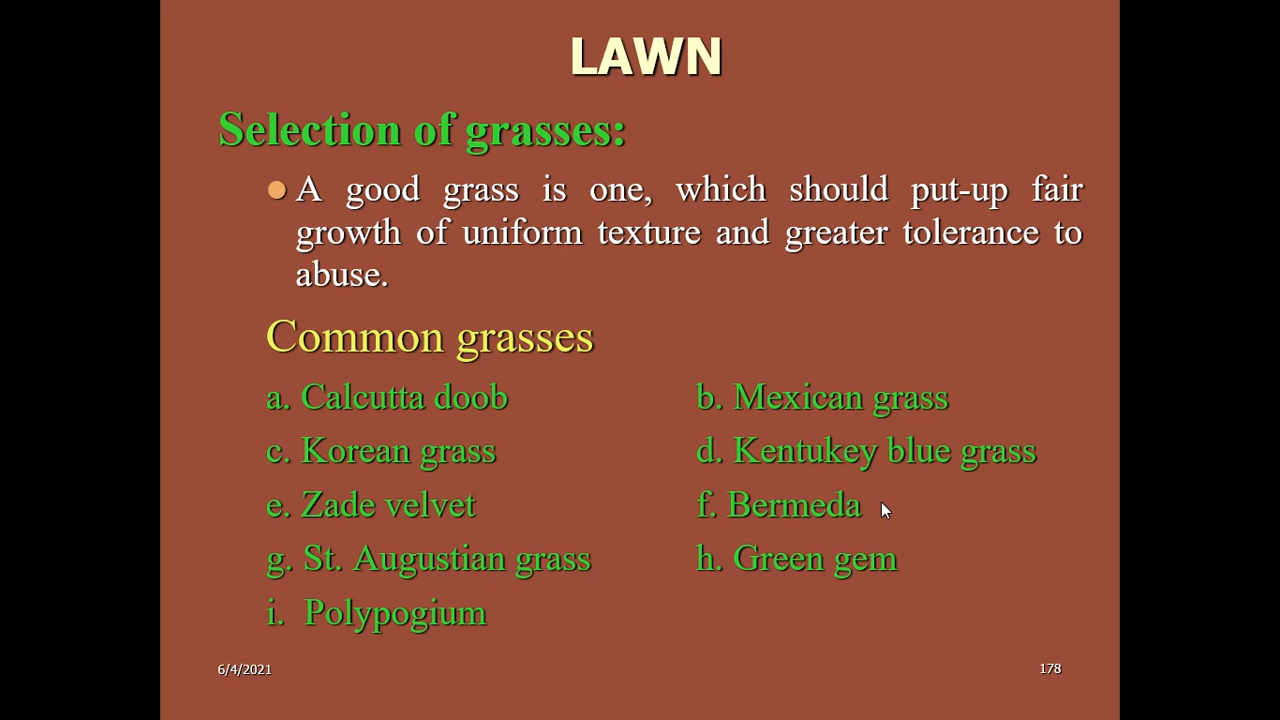 LAWN
Selection of grasses:
A good grass is one, which should put-up fair
growth of uniform texture and greater tolerance to
abuse.
Common grasses
a. Calcutta doob b. Mexican grass
c. Korean grass d. Kentukey blue grass
e. Zade velvet f. Bermeda
g. St. Augustian grass h. Green gem
i. Polypogium
6/4/2021 178